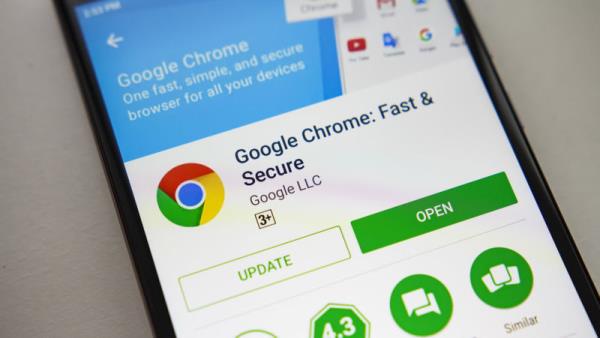 Chrome
Google Chrome
One fast, simple, and secure
browser for all your devices
Google Chrome: Fast &
Secure
Google LLC
3+
UPDATE
OPEN
4.3
Similar